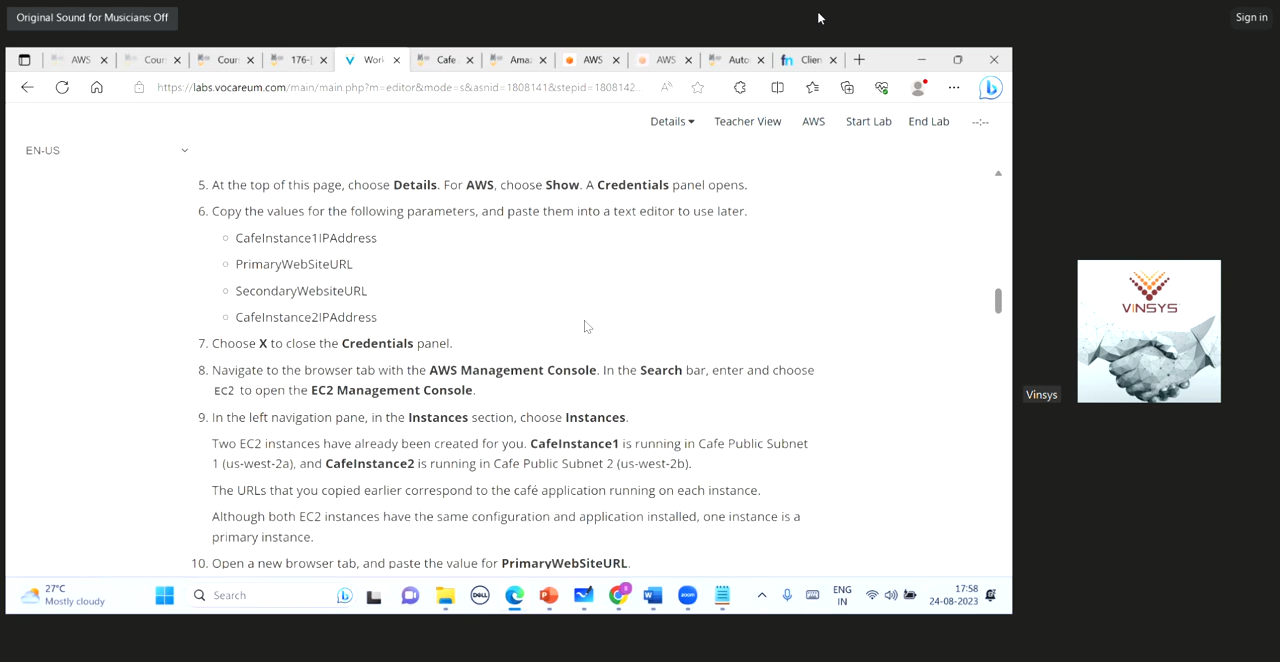 Original Sound for Musicians: Off
Sign in
AWS
Cour
Cour
176-
Worl
Cafe
Ama
AWS
AWS
Auto
Clien
https://labs.vocareum.com/main/main.php?m=editor&mode=s&asnid=1808141&stepid=1808142...
Details Teacher View AWS Start Lab End Lab --:--
EN-US
5. At the top of this page, choose Details. For AWS, choose Show. A Credentials panel opens.
6. Copy the values for the following parameters, and paste them into a text editor to use later.
CafeInstance1IPAddress
PrimaryWebSiteURL
SecondaryWebsiteURL
CafeInstance2IPAddress
7. Choose X to close the Credentials panel.
8. Navigate to the browser tab with the AWS Management Console. In the Search bar, enter and choose
EC2 to open the EC2 Management Console.
9. In the left navigation pane, in the Instances section, choose Instances.
Two EC2 instances have already been created for you. CafeInstance1 is running in Cafe Public Subnet
1 (us-west-2a), and CafeInstance2 is running in Cafe Public Subnet 2 (us-west-2b).
The URLs that you copied earlier correspond to the café application running on each instance.
Although both EC2 instances have the same configuration and application installed, one instance is a
primary instance.
10. Open a new browser tab, and paste the value for PrimaryWebSiteURL.
VINSYS
Vinsys
27°C
Mostly cloudy
Search
DELL
zoom
ENG
IN
17:58
24-08-2023